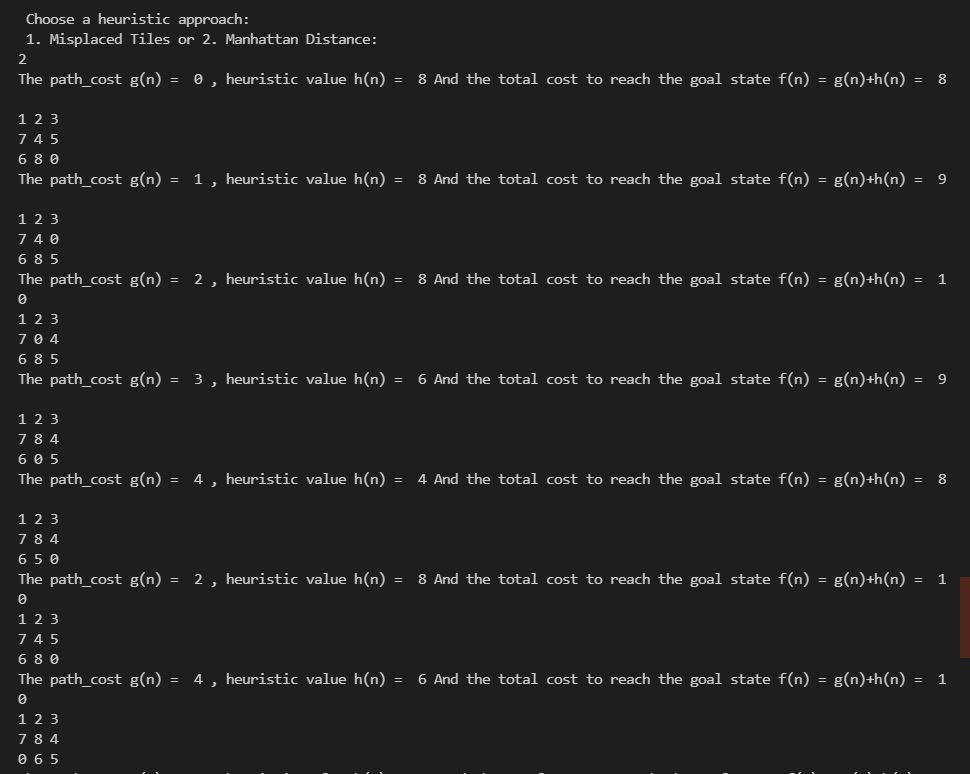 Choose a heuristic approach:
1. Misplaced Tiles or 2. Manhattan Distance:
2
The path_cost g(n) =  0 , heuristic value h(n) =  8 And the total cost to reach the goal state f(n) = g(n)+h(n) =  8
1 2 3
7 4 5
6 8 0
The path_cost g(n) =  1 , heuristic value h(n) =  8 And the total cost to reach the goal state f(n) = g(n)+h(n) =  9
1 2 3
7 4 0
6 8 5
The path_cost g(n) =  2 , heuristic value h(n) =  8 And the total cost to reach the goal state f(n) = g(n)+h(n) =  1
0
1 2 3
7 0 4
6 8 5
The path_cost g(n) =  3 , heuristic value h(n) =  6 And the total cost to reach the goal state f(n) = g(n)+h(n) =  9
1 2 3
7 8 4
6 0 5
The path_cost g(n) =  4 , heuristic value h(n) =  4 And the total cost to reach the goal state f(n) = g(n)+h(n) =  8
1 2 3
7 8 4
6 5 0
The path_cost g(n) =  2 , heuristic value h(n) =  8 And the total cost to reach the goal state f(n) = g(n)+h(n) =  1
0
1 2 3
7 4 5
6 8 0
The path_cost g(n) =  4 , heuristic value h(n) =  6 And the total cost to reach the goal state f(n) = g(n)+h(n) =  1
0
1 2 3
7 8 4
0 6 5